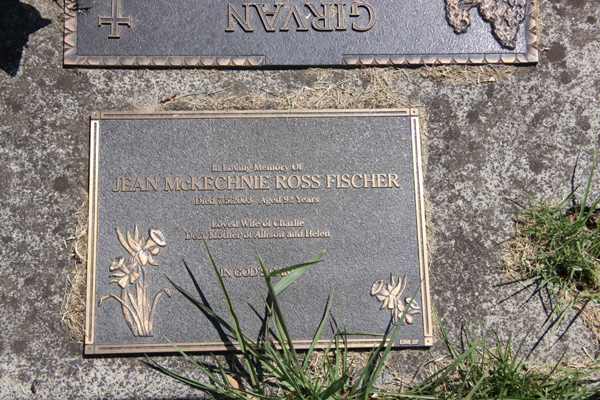 GIRVAN
In Loving Memory Of
JEAN McKECHNIE ROSS FISCHER
Died 7.5.2003 Aged 92 Years
Loved Wife of Charlie
Dear Mother of Allison and Helen
IN GOD'S